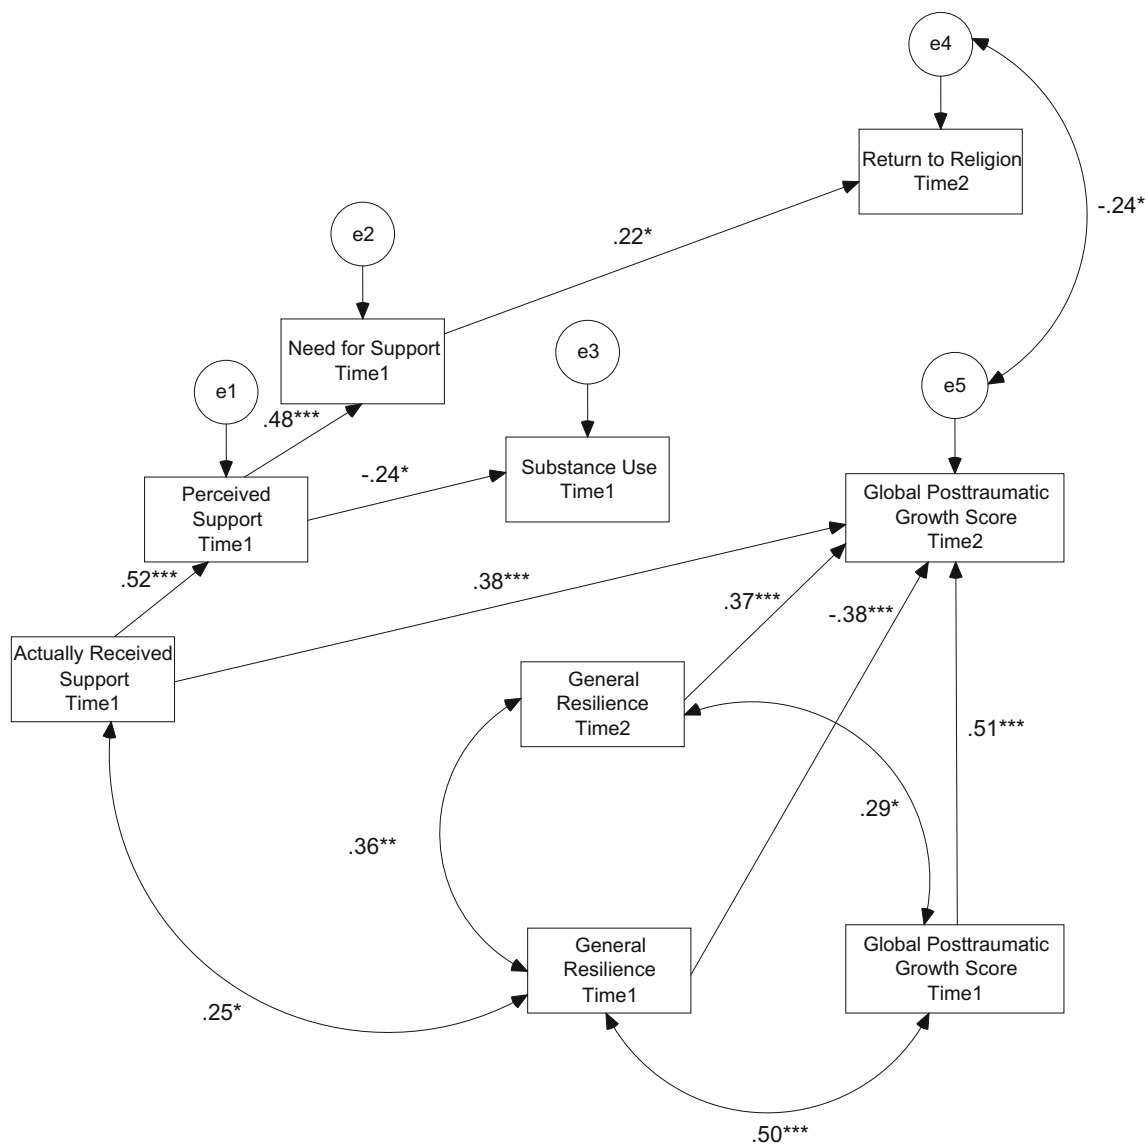 e4
Return to Religion
Time2
-.24*
e2
.22*
Need for Support
Time1
e3
e1
e5
.48***
Substance Use
Time1
-.24*
Perceived
Support
Time1
Global Posttraumatic
Growth Score
Time2
.52***
.38***
.37***
-.38***
Actually Received
Support
Time1
General
Resilience
Time2
.51***
.29*
.36**
General
Resilience
Time1
Global Posttraumatic
Growth Score
Time1
.25*
.50***